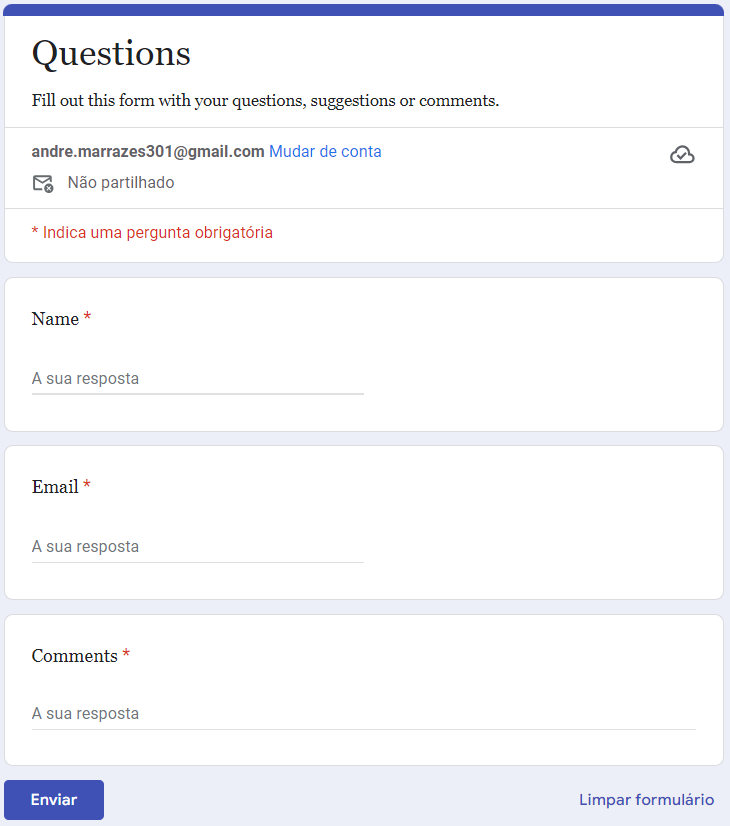 Questions
Fill out this form with your questions, suggestions or comments.
andre.marrazes301@gmail.com Mudar de conta
Não partilhado
* Indica uma pergunta obrigatória
Name *
A sua resposta
Email *
A sua resposta
Comments *
A sua resposta
Enviar
Limpar formulário